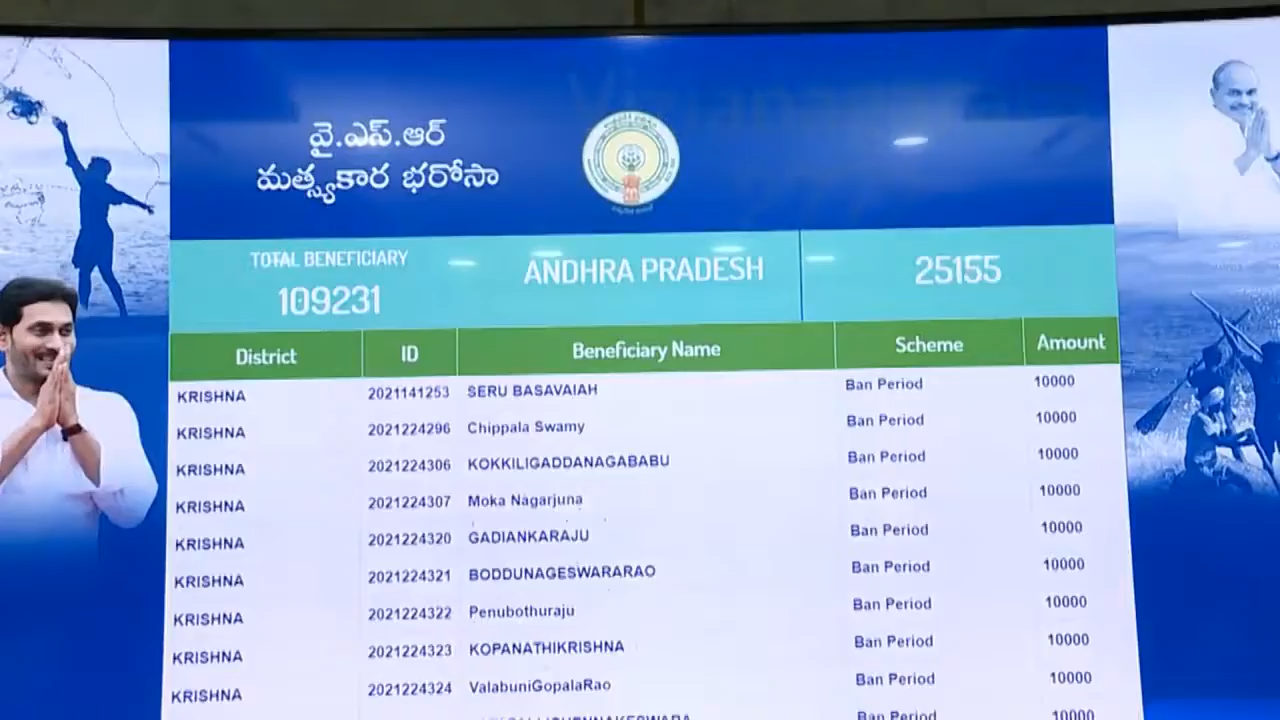 వై.ఎస్.ఆర్
మత్స్యకార భరోసా
TOTAL BENEFICIARY
109231
ANDHRA PRADESH
25155
District ID Beneficiary Name Scheme Amount
KRISHNA 2021141253 SERU BASAVAIAH Ban Period 10000
KRISHNA 2021224296 Chippala Swamy Ban Period 10000
KRISHNA 2021224306 KOKKILIGADDANAGABABU Ban Period 10000
KRISHNA 2021224307 Moka Nagarjuna Ban Period 10000
KRISHNA 2021224320 GADIANKARAJU Ban Period 10000
KRISHNA 2021224321 BODDUNAGESWARARAO Ban Period 10000
KRISHNA 2021224322 Penubothuraju Ban Period 10000
KRISHNA 2021224323 KOPANATHIKRISHNA Ban Period 10000
KRISHNA 2021224324 ValabuniGopalaRao Ban Period 10000
Ban Period 10000